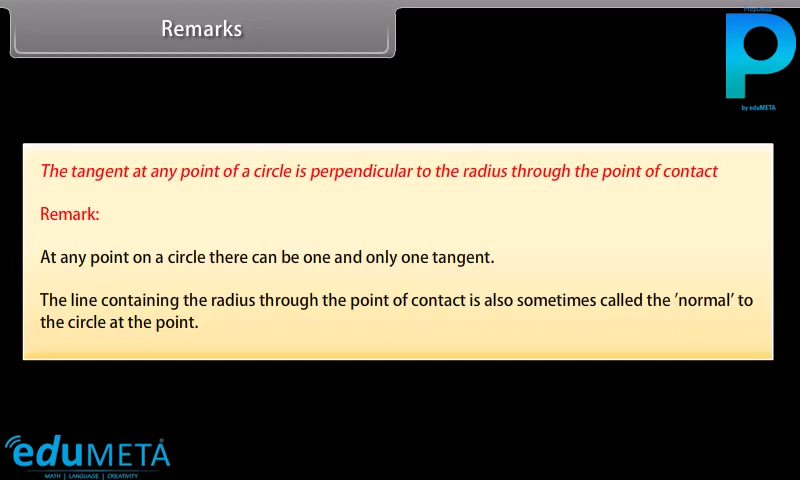 Remarks
PrepOnGo
P
by eduMETA
The tangent at any point of a circle is perpendicular to the radius through the point of contact
Remark:
At any point on a circle there can be one and only one tangent.
The line containing the radius through the point of contact is also sometimes called the ’normal’ to
the circle at the point.
eduMETA
MATH | LANGUAGE | CREATIVITY